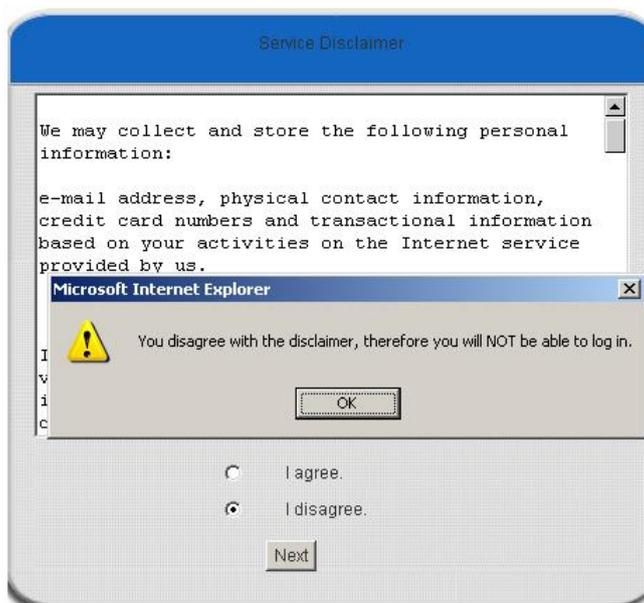 Service Disclaimer
We may collect and store the following personal
information:
e-mail address, physical contact information,
credit card numbers and transactional information
based on your activities on the Internet service
provided by us.
Microsoft Internet Explorer
You disagree with the disclaimer, therefore you will NOT be able to log in.
OK
I agree.
I disagree.
Next